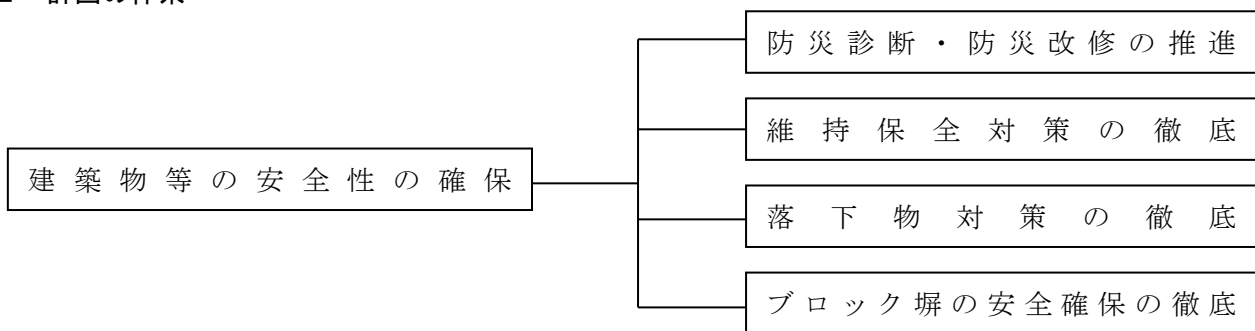 防災診断・防災改修の推進
維持保全対策の徹底
建築物等の安全性の確保
落下物対策の徹底
ブロック塀の安全確保の徹底